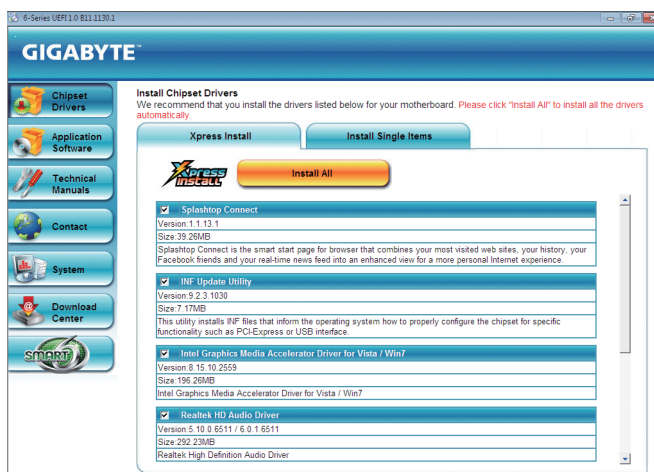 6-Series UEFI 1.0 B11.1130.1
GIGABYTE™
Chipset
Drivers
Application
Software
Technical
Manuals
Contact
System
Download
Center
SMART6
Install Chipset Drivers
We recommend that you install the drivers listed below for your motherboard. Please click "Install All" to install all the drivers
automatically.
Xpress Install
Install Single Items
Xpress
Install
Install All
Splashtop Connect
Version:1.1.13.1
Size:39.26MB
Splashtop Connect is the smart start page for browser that combines your most visited web sites, your history, your
Facebook friends and your real-time news feed into an enhanced view for a more personal Internet experience.
INF Update Utility
Version:9.2.3.1030
Size:7.17MB
This utility installs INF files that inform the operating system how to properly configure the chipset for specific
functionality such as PCI-Express or USB interface.
Intel Graphics Media Accelerator Driver for Vista / Win7
Version:8.15.10.2559
Size:196.26MB
Intel Graphics Media Accelerator Driver for Vista / Win7
Realtek HD Audio Driver
Version:5.10.0.6511 / 6.0.1.6511
Size:292.23MB
Realtek High Definition Audio Driver